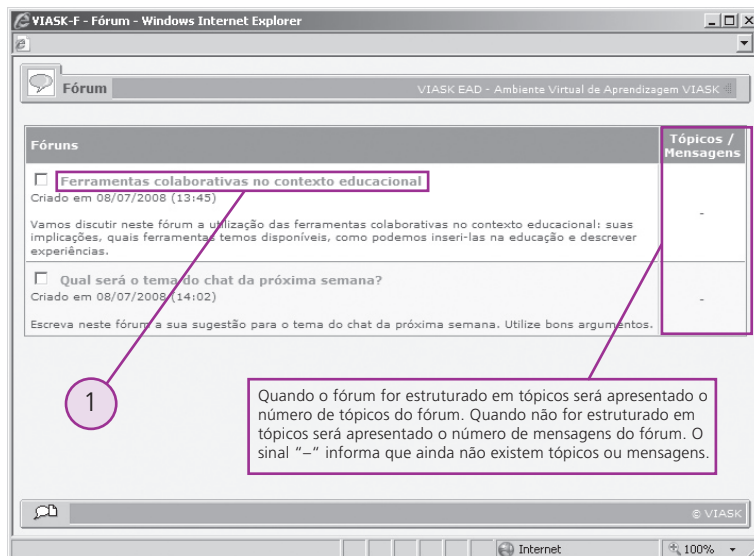 VIASK-F - Fórum - Windows Internet Explorer
Fórum
VIASK EAD - Ambiente Virtual de Aprendizagem VIASK
Fóruns
Tópicos /
Mensagens
Ferramentas colaborativas no contexto educacional
Criado em 08/07/2008 (13:45)
-
Vamos discutir neste fórum a utilização das ferramentas colaborativas no contexto educacional: suas
implicações, quais ferramentas temos disponíveis, como podemos inseri-las na educação e descrever
experiências.
Qual será o tema do chat da próxima semana?
Criado em 08/07/2008 (14:02)
-
Escreva neste fórum a sua sugestão para o tema do chat da próxima semana. Utilize bons argumentos.
1
Quando o fórum for estruturado em tópicos será apresentado o
número de tópicos do fórum. Quando não for estruturado em
tópicos será apresentado o número de mensagens do fórum. O
sinal “–“ informa que ainda não existem tópicos ou mensagens.
© VIASK
Internet
100%